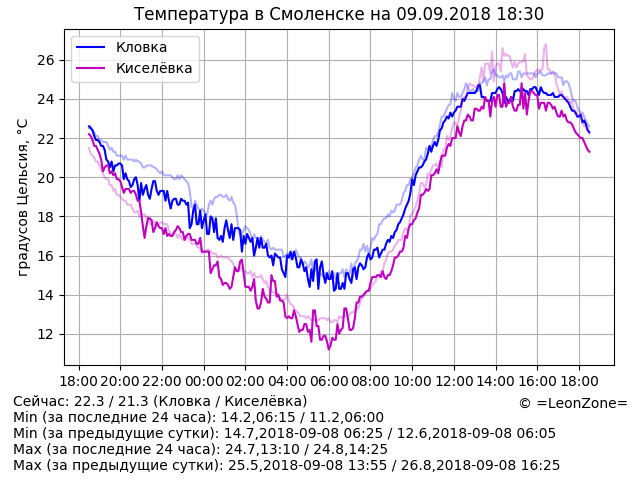 Температура в Смоленске на 09.09.2018 18:30
Кловка
Киселёвка
градусов Цельсия, °C
26
24
22
20
18
16
14
12
18:00 20:00 22:00 00:00 02:00 04:00 06:00 08:00 10:00 12:00 14:00 16:00 18:00
Сейчас: 22.3 / 21.3 (Кловка / Киселёвка)
© =LeonZone=
Min (за последние 24 часа): 14.2,06:15 / 11.2,06:00
Min (за предыдущие сутки): 14.7,2018-09-08 06:25 / 12.6,2018-09-08 06:05
Max (за последние 24 часа): 24.7,13:10 / 24.8,14:25
Max (за предыдущие сутки): 25.5,2018-09-08 13:55 / 26.8,2018-09-08 16:25